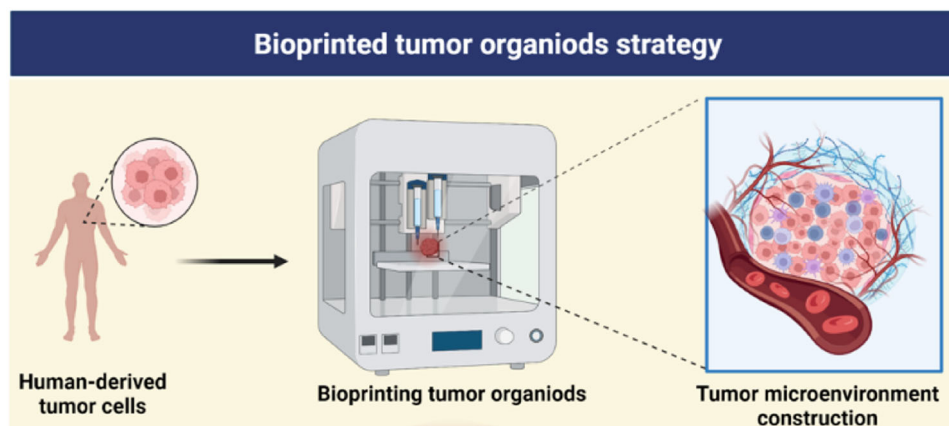 Bioprinted tumor organiods strategy
Human-derived
tumor cells
Bioprinting tumor organiods
Tumor microenvironment
construction